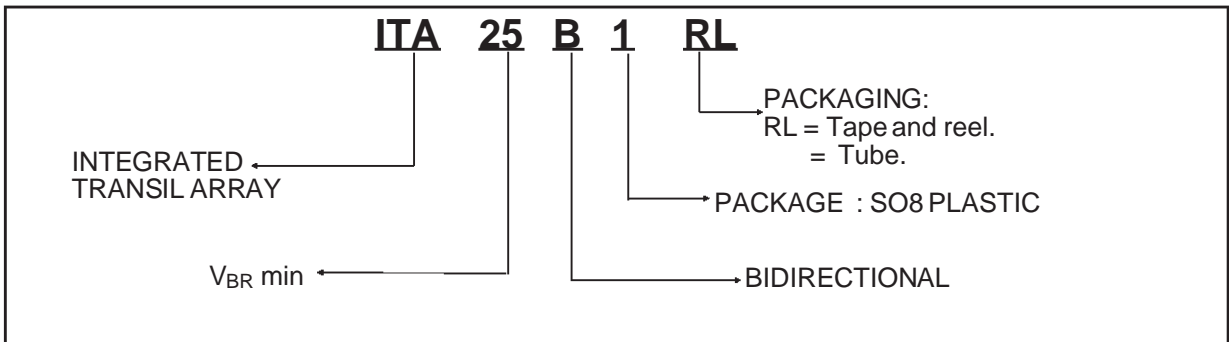 ITA 25 B 1 RL
PACKAGING:
RL = Tape and reel.
= Tube.
INTEGRATED
TRANSIL ARRAY
PACKAGE : SO8 PLASTIC
VBR min
BIDIRECTIONAL